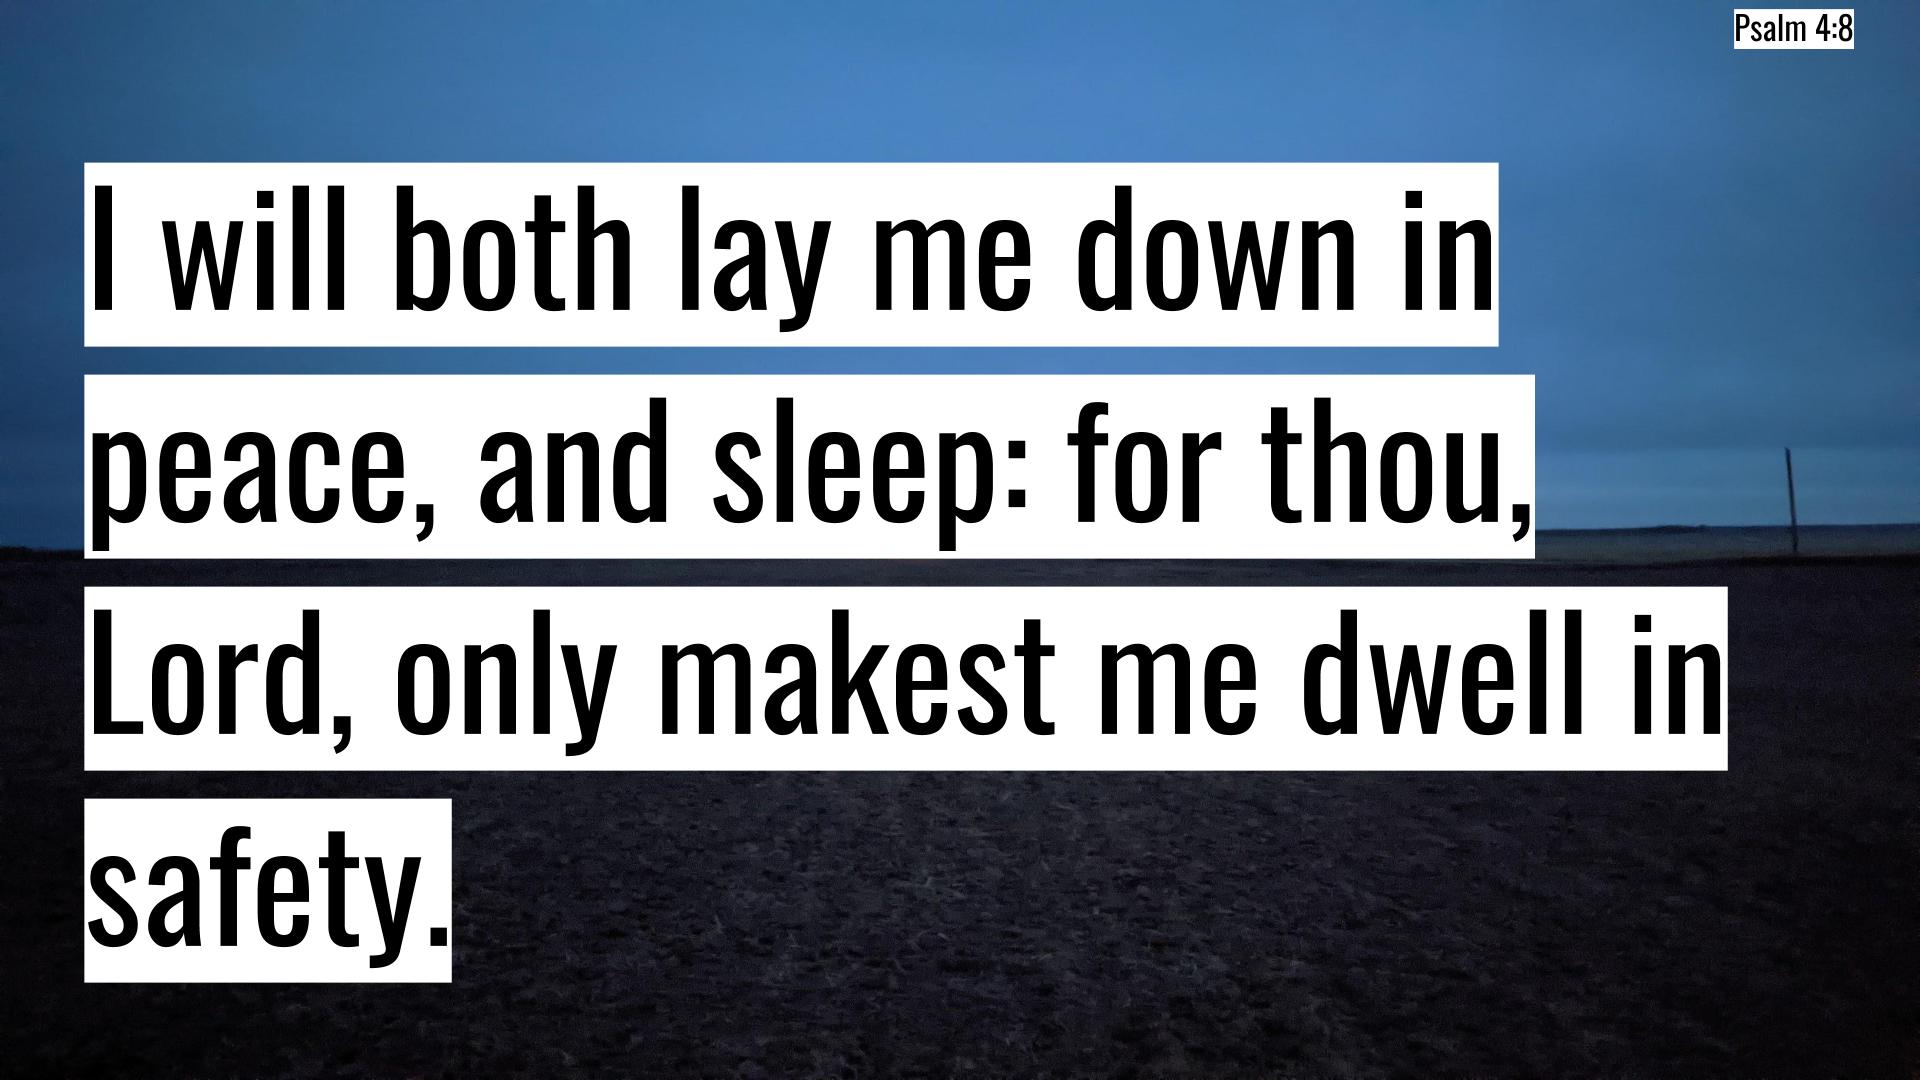 Psalm 4:8
I will both lay me down in
peace, and sleep: for thou,
Lord, only makest me dwell in
safety.